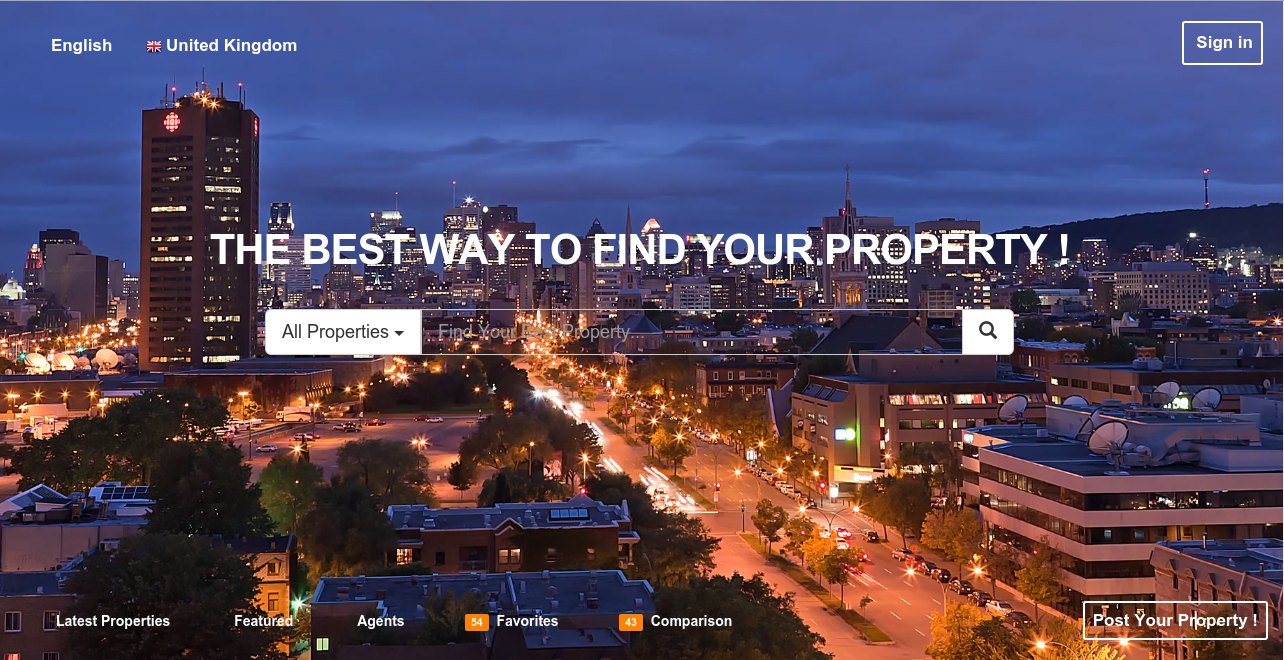 English United Kingdom Sign in
THE BEST WAY TO FIND YOUR PROPERTY !
All Properties Find Your Best Property
Latest Properties Featured Agents 54 Favorites 43 Comparison Post Your Property !